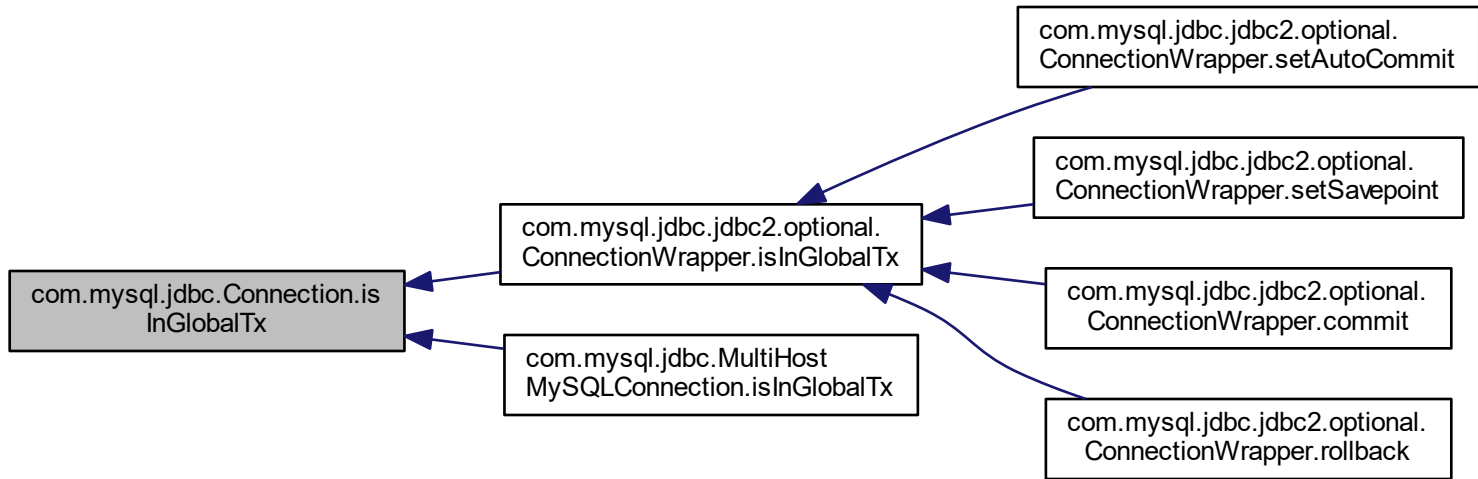 com.mysql.jdbc.Connection.is
InGlobalTx
com.mysql.jdbc.jdbc2.optional.
ConnectionWrapper.isInGlobalTx
com.mysql.jdbc.MultiHost
MySQLConnection.isInGlobalTx
com.mysql.jdbc.jdbc2.optional.
ConnectionWrapper.setAutoCommit
com.mysql.jdbc.jdbc2.optional.
ConnectionWrapper.setSavepoint
com.mysql.jdbc.jdbc2.optional.
ConnectionWrapper.commit
com.mysql.jdbc.jdbc2.optional.
ConnectionWrapper.rollback